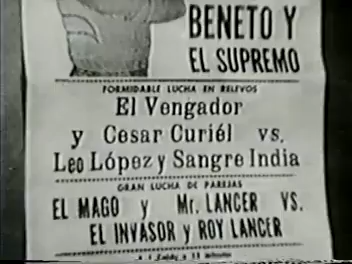 BENETO Y
EL SUPREMO
FORMIDABLE LUCHA EN RELEVOS
El Vengador
y Cesar Curiél vs.
Leo López y Sangre India
GRAN LUCHA DE PAREJAS
EL MAGO y Mr. LANCER VS.
EL INVASOR y ROY LANCER